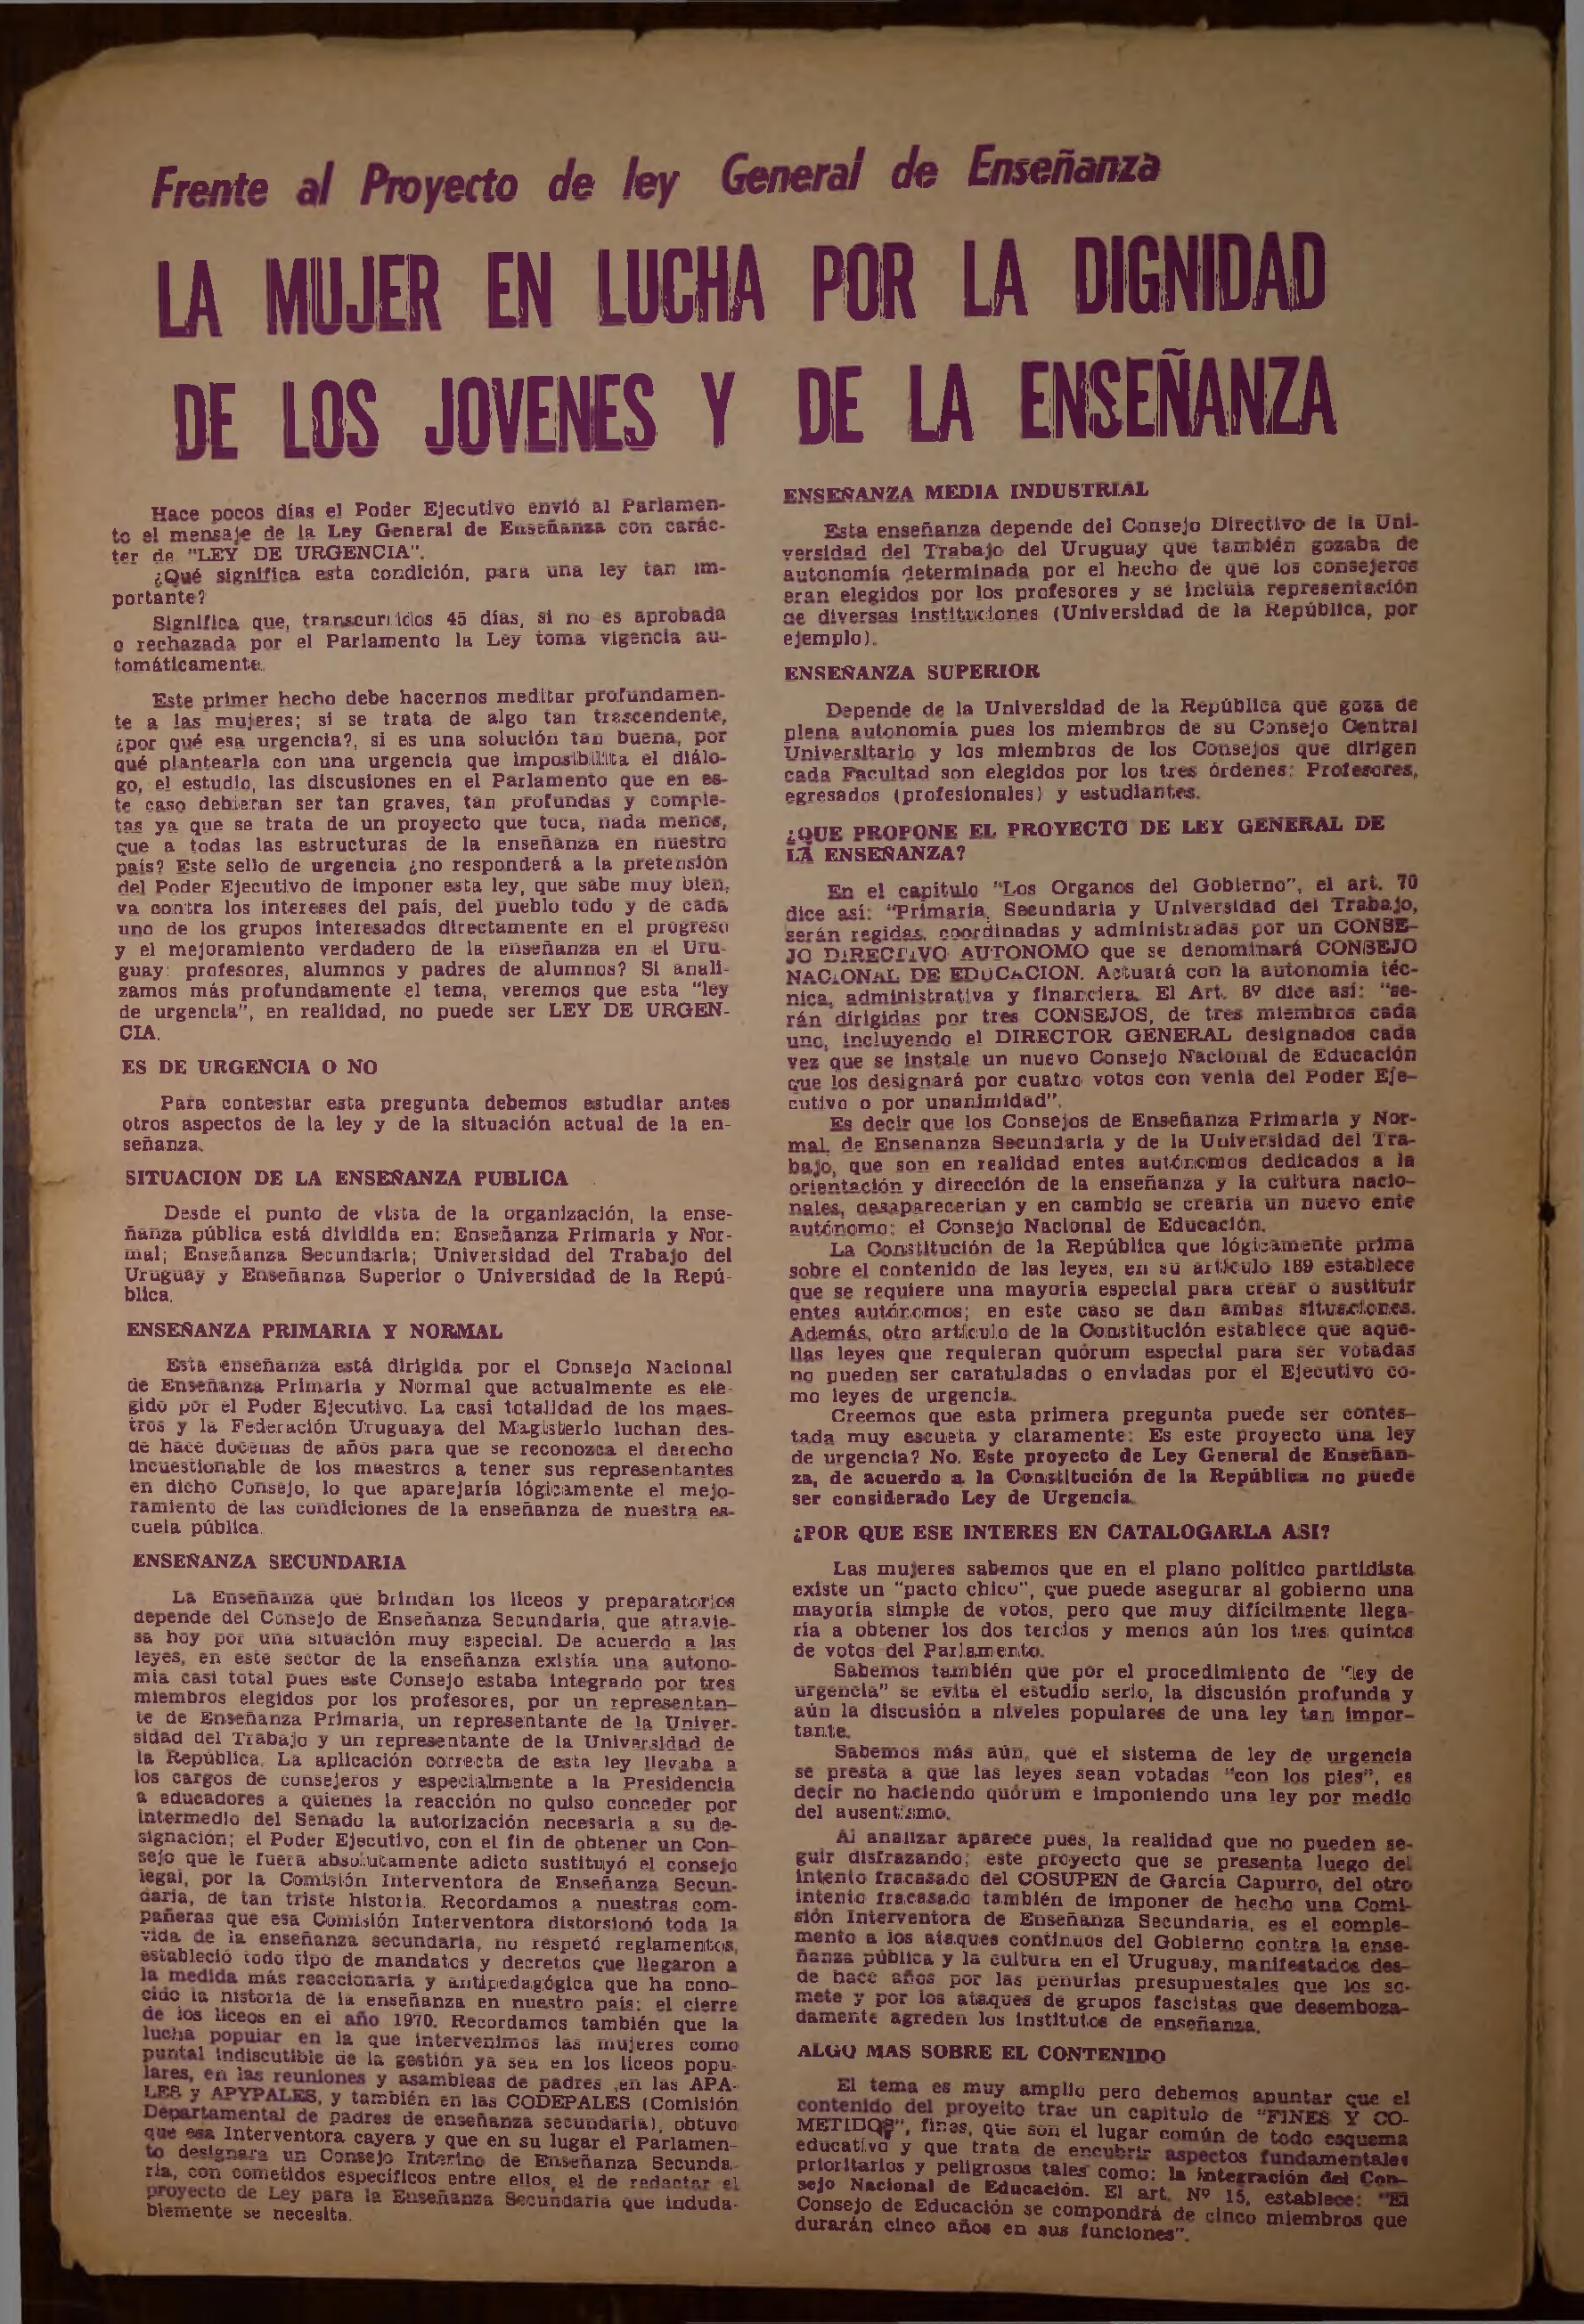 Frente al Proyecto de ley General de Enseñanza
LA MUJER EN LUCHA POR LA DIGNIDAD
DE LOS JOVENES Y DE LA ENSEÑANZA
Hace pocos días el Poder Ejecutivo envió al Parlamen-
to el mensaje de la Ley General de Enseñanza con carác-
ter de "LEY DE URGENCIA".
¿Qué significa esta condición, para una ley tan im-
portante?
Significa que, transcurridos 45 días, si no es aprobada
o rechazada por el Parlamento la Ley toma vigencia au-
tomáticamente.
Este primer hecho debe hacernos meditar profundamen-
te a las mujeres; si se trata de algo tan trascendente,
¿por qué esa urgencia?, si es una solución tan buena, por
qué plantearla con una urgencia que imposibilita el diálo-
go, el estudio, las discusiones en el Parlamento que en es-
te caso debieran ser tan graves, tan profundas y comple-
tas ya que se trata de un proyecto que toca, nada menos,
que a todas las estructuras de la enseñanza en nuestro
país? Este sello de urgencia ¿no responderá a la pretensión
del Poder Ejecutivo de imponer esta ley, que sabe muy bien,
va contra los intereses del país, del pueblo todo y de cada
uno de los grupos interesados directamente en el progreso
y el mejoramiento verdadero de la enseñanza en el Uru-
guay: profesores, alumnos y padres de alumnos? Si anali-
zamos más profundamente el tema, veremos que esta "ley
de urgencia", en realidad, no puede ser LEY DE URGEN-
CIA.
ES DE URGENCIA O NO
Para contestar esta pregunta debemos estudiar antes
otros aspectos de la ley y de la situación actual de la en-
señanza.
SITUACION DE LA ENSEÑANZA PUBLICA
Desde el punto de vista de la organización, la ense-
ñanza pública está dividida en: Enseñanza Primaria y Nor-
mal; Enseñanza Secundaria; Universidad del Trabajo del
Uruguay y Enseñanza Superior o Universidad de la Repú-
blica.
ENSEÑANZA PRIMARIA Y NORMAL
Esta enseñanza está dirigida por el Consejo Nacional
de Enseñanza Primaria y Normal que actualmente es ele-
gido por el Poder Ejecutivo. La casi totalidad de los maes-
tros y la Federación Uruguaya del Magisterio luchan des-
de hace docenas de años para que se reconozca el derecho
incuestionable de los maestros a tener sus representantes
en dicho Consejo, lo que aparejaría lógicamente el mejo-
ramiento de las condiciones de la enseñanza de nuestra es-
cuela pública.
ENSEÑANZA SECUNDARIA
La Enseñanza que brindan los liceos y preparatorios
depende del Consejo de Enseñanza Secundaria, que atravie-
sa hoy por una situación muy especial. De acuerdo a las
leyes, en este sector de la enseñanza existía una autono-
mía casi total pues este Consejo estaba integrado por tres
miembros elegidos por los profesores, por un representan-
te de Enseñanza Primaria, un representante de la Univer-
sidad del Trabajo y un representante de la Universidad de
la República. La aplicación correcta de esta ley llevaba a
los cargos de consejeros y especialmente a la Presidencia
a educadores a quienes la reacción no quiso conceder por
intermedio del Senado la autorización necesaria a su de-
signación; el Poder Ejecutivo, con el fin de obtener un Con-
sejo que le fuera absolutamente adicto sustituyó el consejo
legal, por la Comisión Interventora de Enseñanza Secun-
daria, de tan triste historia. Recordamos a nuestras com-
pañeras que esa Comisión Interventora distorsionó toda la
vida de la enseñanza secundaria, no respetó reglamentos,
estableció todo tipo de mandatos y decretos que llegaron a
la medida más reaccionaria y antipedagógica que ha cono-
cido la historia de la enseñanza en nuestro país: el cierre
de los liceos en el año 1970. Recordamos también que la
lucha popular en la que intervenimos las mujeres como
puntal indiscutible de la gestión ya sea en los liceos popu-
lares, en las reuniones y asambleas de padres ,en las APA-
LES y APYPALES, y también en las CODEPALES (Comisión
Departamental de padres de enseñanza secundaria), obtuvo
que esa Interventora cayera y que en su lugar el Parlamen-
to designara un Consejo Interino de Enseñanza Secunda-
ria, con cometidos específicos entre ellos, el de redactar el
proyecto de Ley para la Enseñanza Secundaria que induda-
blemente se necesita.
ENSEÑANZA MEDIA INDUSTRIAL
Esta enseñanza depende del Consejo Directivo de la Uni-
versidad del Trabajo del Uruguay que también gozaba de
autonomía determinada por el hecho de que los consejeros
eran elegidos por los profesores y se incluía representación
de diversas instituciones (Universidad de la República, por
ejemplo).
ENSEÑANZA SUPERIOR
Depende de la Universidad de la República que goza de
plena autonomía pues los miembros de su Consejo Central
Universitario y los miembros de los Consejos que dirigen
cada Facultad son elegidos por los tres órdenes: Profesores,
egresados (profesionales) y estudiantes.
¿QUE PROPONE EL PROYECTO DE LEY GENERAL DE
LA ENSEÑANZA?
En el capítulo "Los Organos del Gobierno", el art. 70
dice así: "Primaria, Secundaria y Universidad del Trabajo,
serán regidas, coordinadas y administradas por un CONSE-
JO DIRECTIVO AUTONOMO que se denominará CONSEJO
NACIONAL DE EDUCACION. Actuará con la autonomía téc-
nica, administrativa y financiera. El Art. 8º dice así: "se-
rán dirigidas por tres CONSEJOS, de tres miembros cada
uno, incluyendo el DIRECTOR GENERAL designados cada
vez que se instale un nuevo Consejo Nacional de Educación
que los designará por cuatro votos con venia del Poder Eje-
cutivo o por unanimidad".
Es decir que los Consejos de Enseñanza Primaria y Nor-
mal, de Ensenanza Secundaria y de la Universidad del Tra-
bajo, que son en realidad entes autónomos dedicados a la
orientación y dirección de la enseñanza y la cultura nacio-
nales, desaparecerían y en cambio se crearía un nuevo ente
autónomo: el Consejo Nacional de Educación.
La Constitución de la República que lógicamente prima
sobre el contenido de las leyes, en su artículo 189 establece
que se requiere una mayoría especial para crear o sustituir
entes autónomos; en este caso se dan ambas situaciones.
Además, otro artículo de la Constitución establece que aque-
llas leyes que requieran quórum especial para ser votadas
no pueden ser caratuladas o enviadas por el Ejecutivo co-
mo leyes de urgencia.
Creemos que esta primera pregunta puede ser contes-
tada muy escueta y claramente: Es este proyecto una ley
de urgencia? No. Este proyecto de Ley General de Enseñan-
za, de acuerdo a la Constitución de la República no puede
ser considerado Ley de Urgencia.
¿POR QUE ESE INTERES EN CATALOGARLA ASI?
Las mujeres sabemos que en el plano político partidista
existe un "pacto chico", que puede asegurar al gobierno una
mayoría simple de votos, pero que muy difícilmente llega-
ría a obtener los dos tercios y menos aún los tres quintos
de votos del Parlamento.
Sabemos también que por el procedimiento de "ley de
urgencia" se evita el estudio serio, la discusión profunda y
aún la discusión a niveles populares de una ley tan impor-
tante.
Sabemos más aún, que el sistema de ley de urgencia
se presta a que las leyes sean votadas "con los pies", es
decir no haciendo quórum e imponiendo una ley por medio
del ausentismo.
Al analizar aparece pues, la realidad que no pueden se-
guir disfrazando; este proyecto que se presenta luego del
intento fracasado del COSUPEN de García Capurro, del otro
intento fracasado también de imponer de hecho una Comi-
sión Interventora de Enseñanza Secundaria, es el comple-
mento a los ataques continuos del Gobierno contra la ense-
ñanza pública y la cultura en el Uruguay, manifestados des-
de hace años por las penurias presupuestales que los so-
mete y por los ataques de grupos fascistas que desemboza-
damente agreden los institutos de enseñanza.
ALGO MAS SOBRE EL CONTENIDO
El tema es muy amplio pero debemos apuntar que el
contenido del proyeito trae un capítulo de "FINES Y CO-
METIDOS", fines, que son el lugar común de todo esquema
educativo y que trata de encubrir aspectos fundamentales
prioritarios y peligrosos tales como: la integración del Con-
sejo Nacional de Educación. El art. Nº 15, establece: "El
Consejo de Educación se compondrá de cinco miembros que
durarán cinco años en sus funciones".